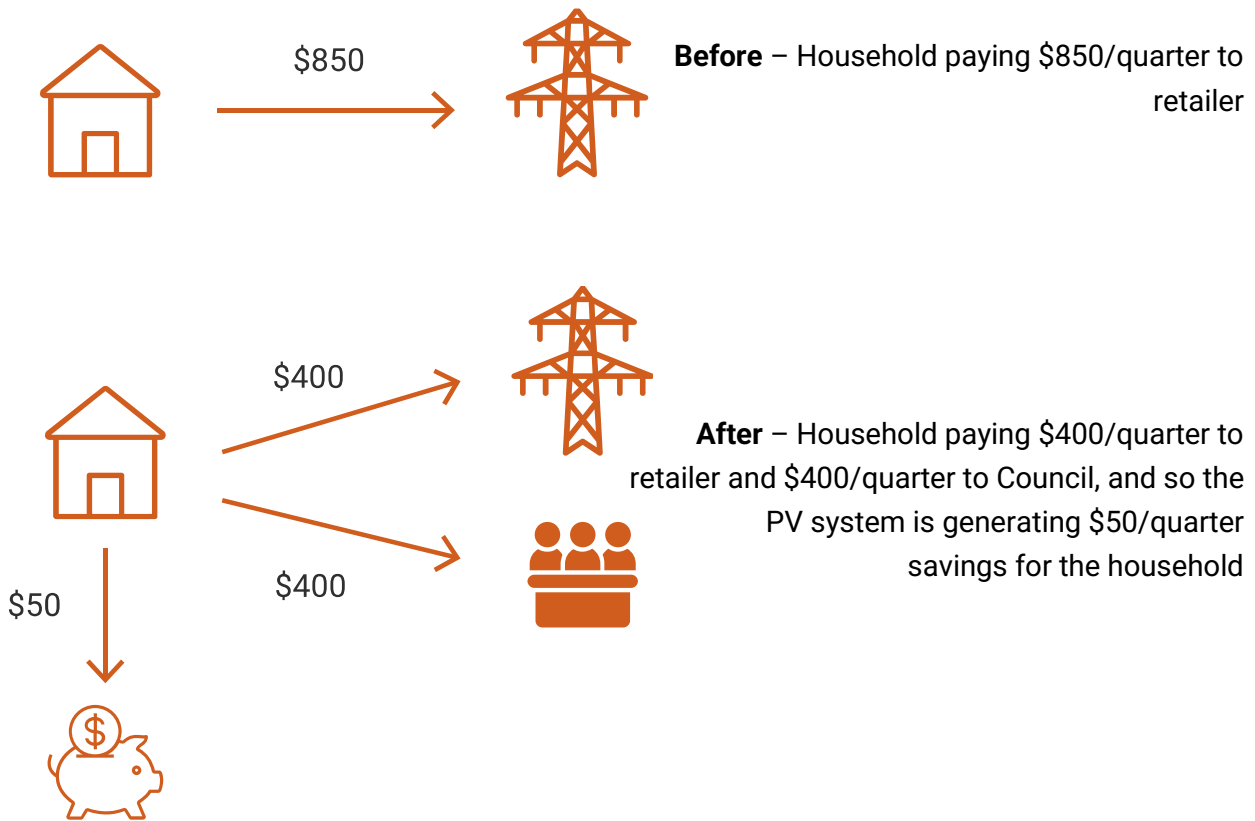 $850
Before – Household paying $850/quarter to
retailer
$400
After – Household paying $400/quarter to
retailer and $400/quarter to Council, and so the
PV system is generating $50/quarter
savings for the household
$400
$50
$